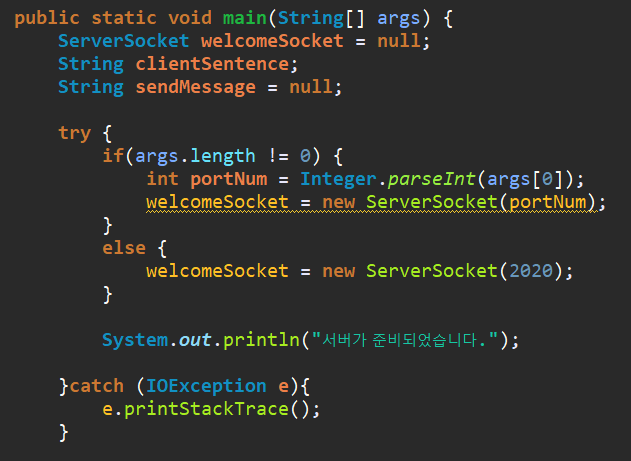 public static void main(String[] args) {
    ServerSocket welcomeSocket = null;
    String clientSentence;
    String sendMessage = null;

    try {
        if(args.length != 0) {
            int portNum = Integer.parseInt(args[0]);
            welcomeSocket = new ServerSocket(portNum);
        }
        else {
            welcomeSocket = new ServerSocket(2020);
        }

        System.out.println("서버가 준비되었습니다.");

    }catch (IOException e){
        e.printStackTrace();
    }